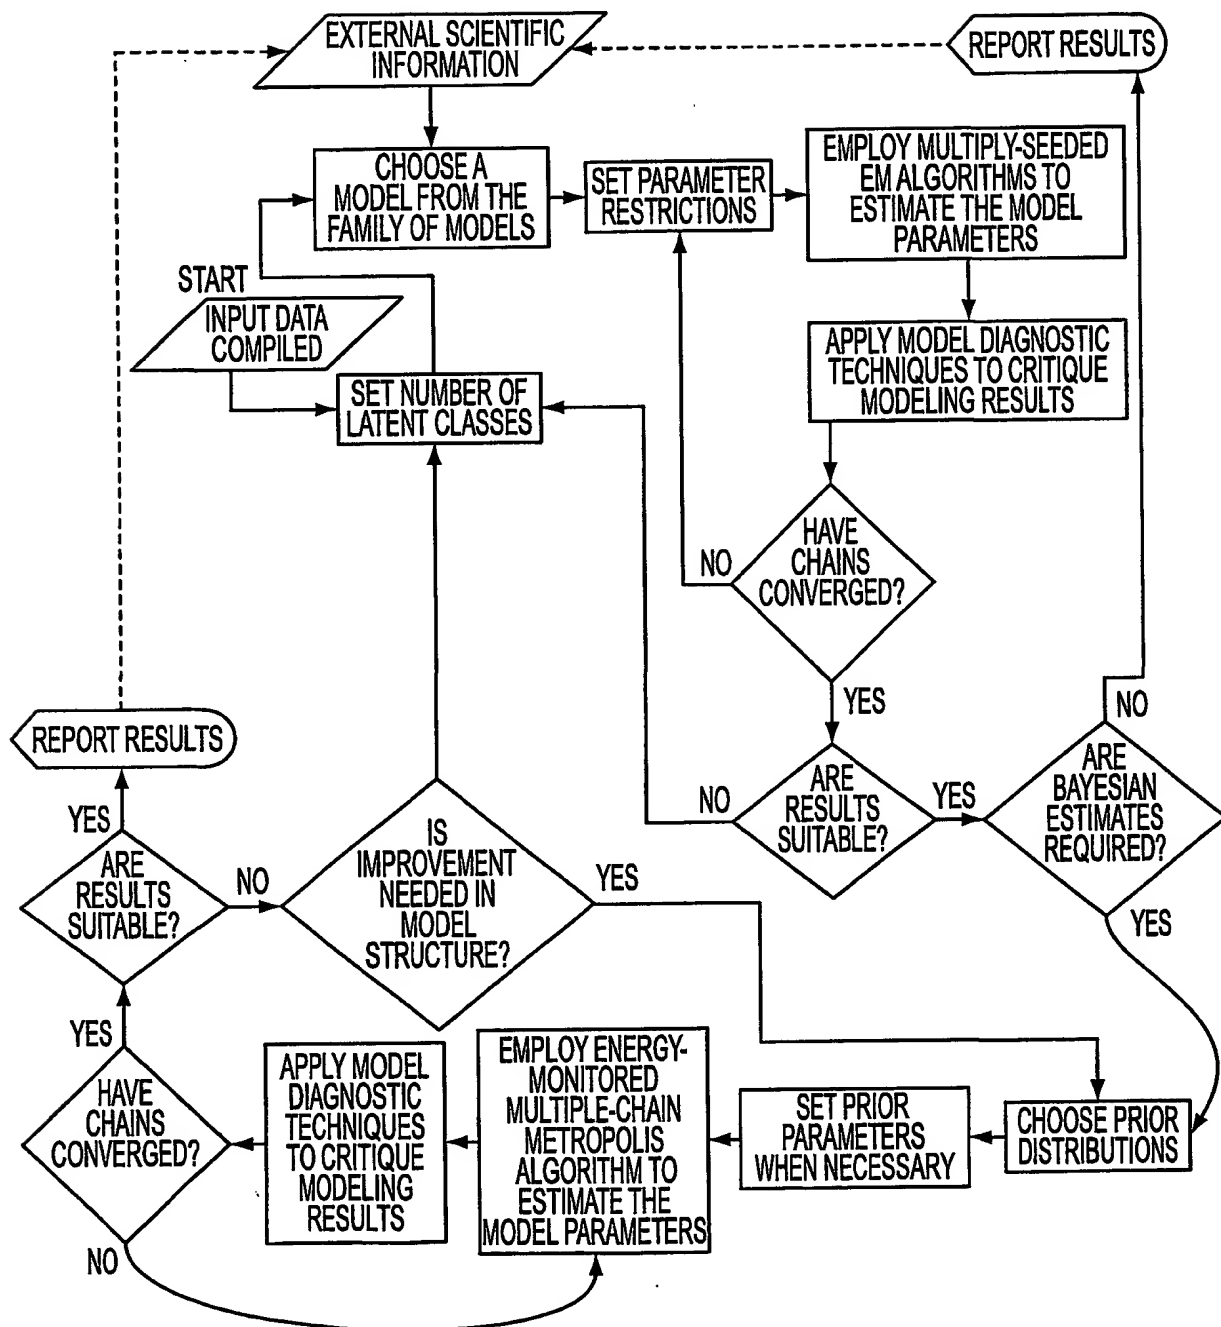 EXTERNAL SCIENTIFIC
INFORMATION
REPORT RESULTS
CHOOSE A
MODEL FROM THE
FAMILY OF MODELS
SET PARAMETER
RESTRICTIONS
EMPLOY MULTIPLY-SEEDED
EM ALGORITHMS TO
ESTIMATE THE MODEL
PARAMETERS
START
INPUT DATA
COMPILED
SET NUMBER OF
LATENT CLASSES
APPLY MODEL DIAGNOSTIC
TECHNIQUES TO CRITIQUE
MODELING RESULTS
HAVE
CHAINS
CONVERGED?
NO
YES
ARE
RESULTS
SUITABLE?
NO
YES
ARE
BAYESIAN
ESTIMATES
REQUIRED?
NO
YES
REPORT RESULTS
YES
ARE
RESULTS
SUITABLE?
NO
IS
IMPROVEMENT
NEEDED IN
MODEL
STRUCTURE?
YES
YES
HAVE
CHAINS
CONVERGED?
NO
APPLY MODEL
DIAGNOSTIC
TECHNIQUES
TO CRITIQUE
MODELING
RESULTS
EMPLOY ENERGY-
MONITORED
MULTIPLE-CHAIN
METROPOLIS
ALGORITHM TO
ESTIMATE THE
MODEL PARAMETERS
SET PRIOR
PARAMETERS
WHEN NECESSARY
CHOOSE PRIOR
DISTRIBUTIONS